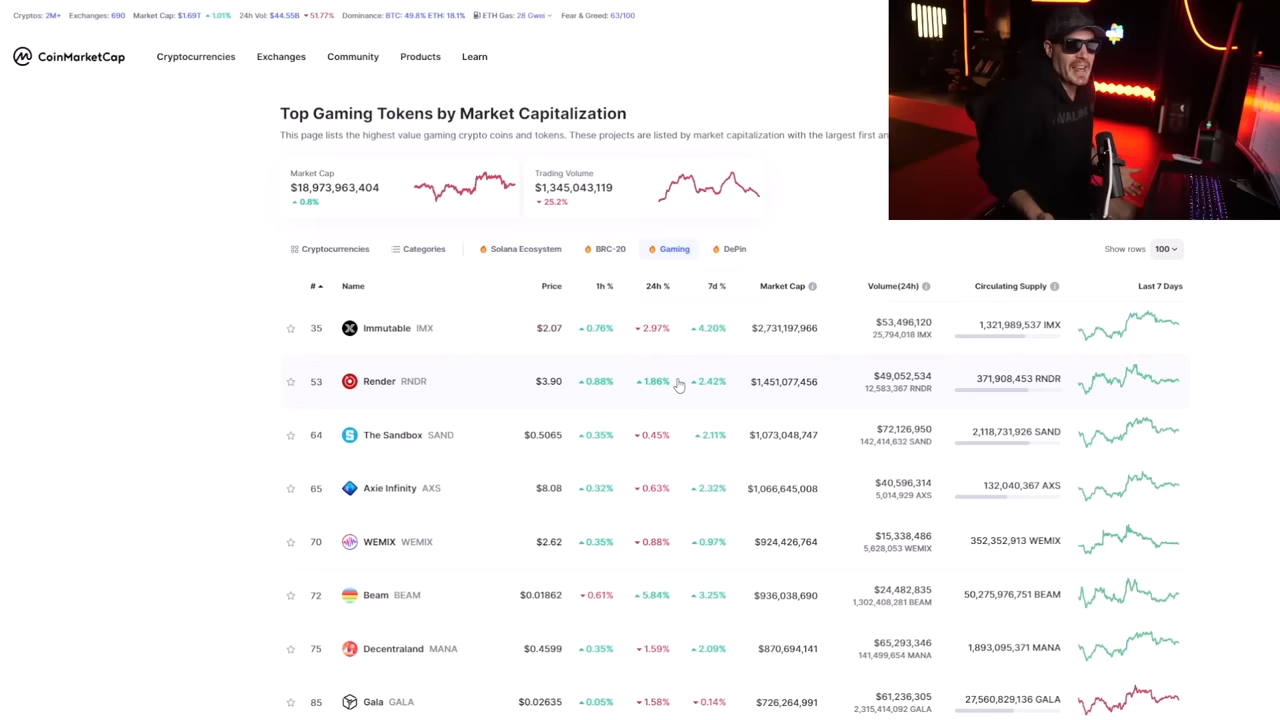 Cryptos: 2M+ Exchanges: 690 Market Cap: $1.69T 1.01% 24h Vol: $44.55B 51.77% Dominance: BTC: 49.8% ETH: 18.1% ETH Gas: 28 Gwei Fear & Greed: 63/100
CoinMarketCap Cryptocurrencies Exchanges Community Products Learn
Top Gaming Tokens by Market Capitalization
This page lists the highest value gaming crypto coins and tokens. These projects are listed by market capitalization with the largest first an
Market Cap
$18,973,963,404
0.8%
Trading Volume
$1,345,043,119
25.2%
Cryptocurrencies Categories Solana Ecosystem BRC-20 Gaming DePin Show rows 100
# Name Price 1h % 24h % 7d % Market Cap Volume(24h) Circulating Supply Last 7 Days
35 Immutable IMX $2.07 0.76% 2.97% 4.20% $2,731,197,966 $53,496,120 1,321,989,537 IMX
25,794,018 IMX
53 Render RNDR $3.90 0.88% 1.86% 2.42% $1,451,077,456 $49,052,534 371,908,453 RNDR
12,583,367 RNDR
64 The Sandbox SAND $0.5065 0.35% 0.45% 2.11% $1,073,048,747 $72,126,950 2,118,731,926 SAND
142,414,632 SAND
65 Axie Infinity AXS $8.08 0.32% 0.63% 2.32% $1,066,645,008 $40,596,314 132,040,367 AXS
5,014,929 AXS
70 WEMIX WEMIX $2.62 0.35% 0.88% 0.97% $924,426,764 $15,338,486 352,352,913 WEMIX
5,628,053 WEMIX
72 Beam BEAM $0.01862 0.61% 5.84% 3.25% $936,038,690 $24,482,835 50,275,976,751 BEAM
1,302,408,281 BEAM
75 Decentraland MANA $0.4599 0.35% 1.59% 2.09% $870,694,141 $65,293,346 1,893,095,371 MANA
141,499,654 MANA
85 Gala GALA $0.02635 0.05% 1.58% 0.14% $726,264,991 $61,236,305 27,560,829,136 GALA
2,315,414,092 GALA